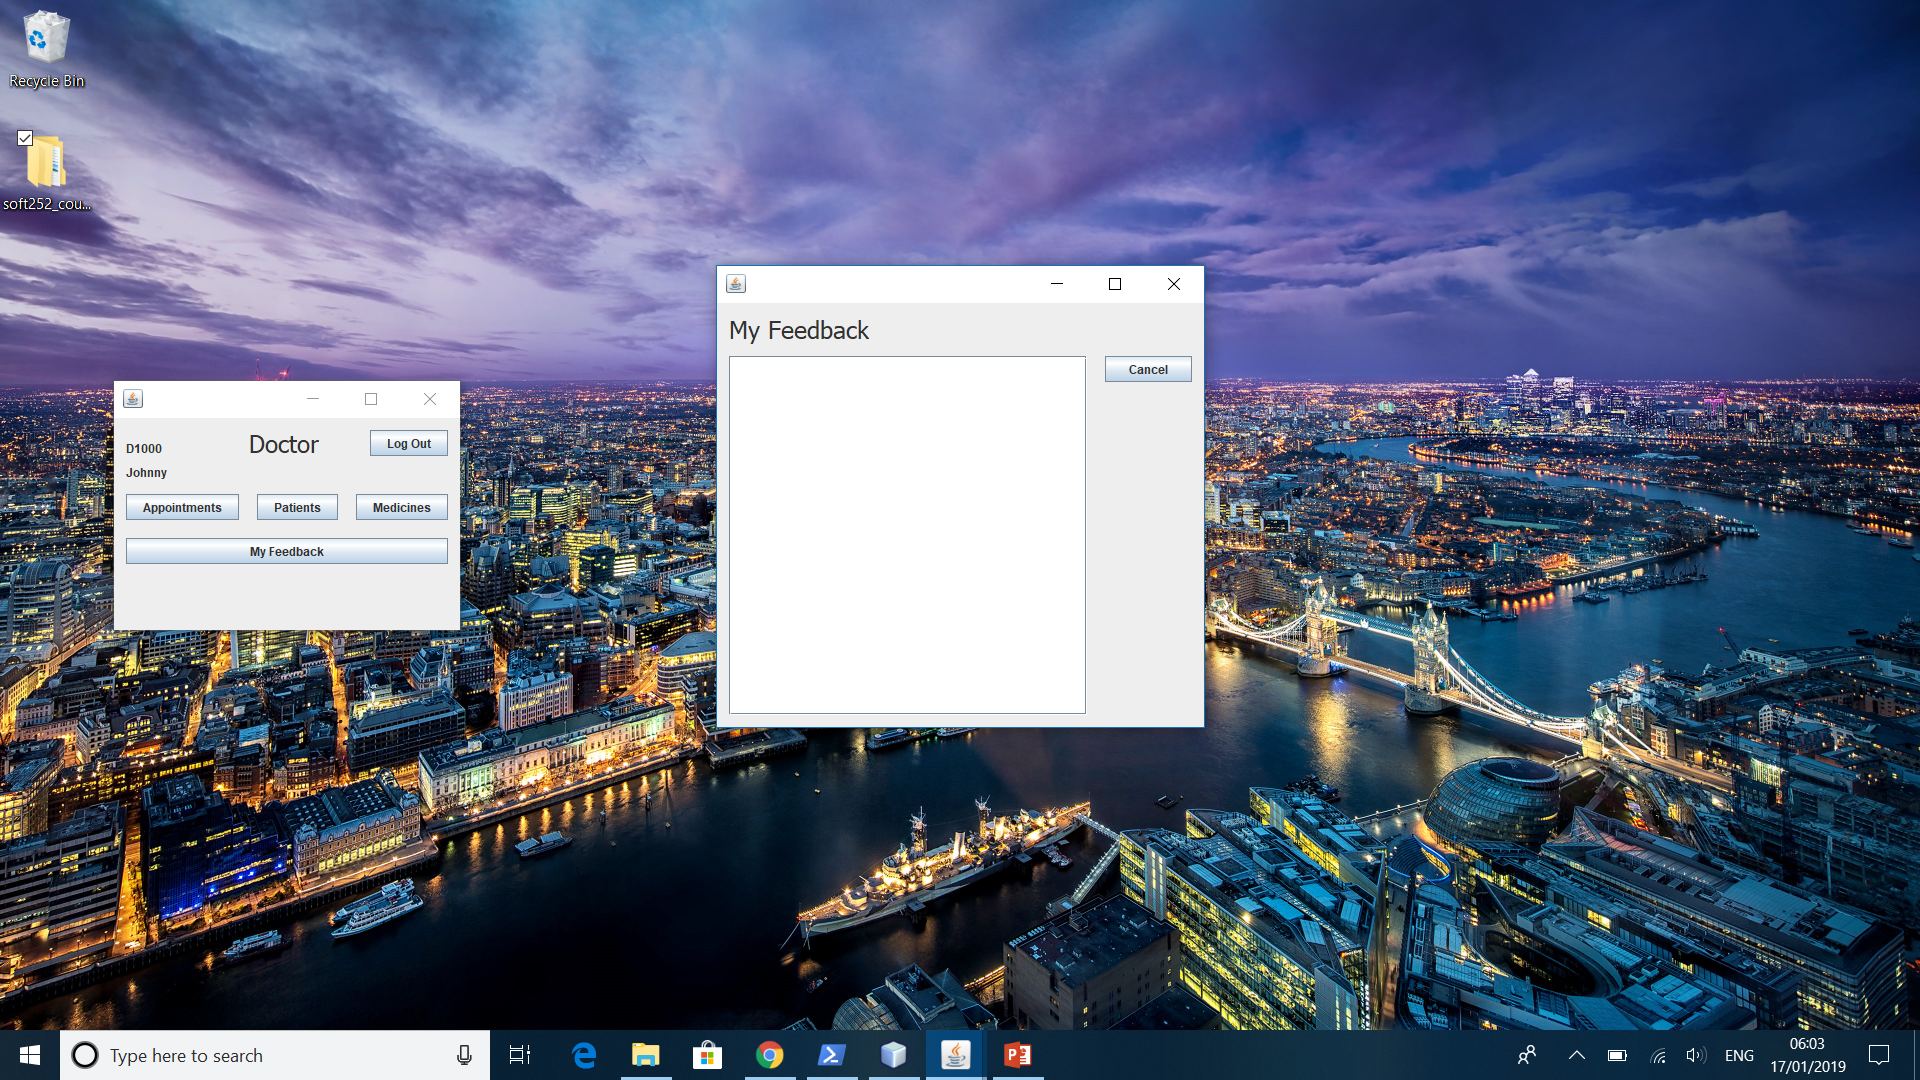 Recycle Bin
soft252_cou...
D1000
Doctor
Log Out
Johnny
Appointments
Patients
Medicines
My Feedback
My Feedback
Cancel
Type here to search
ENG
06:03
17/01/2019